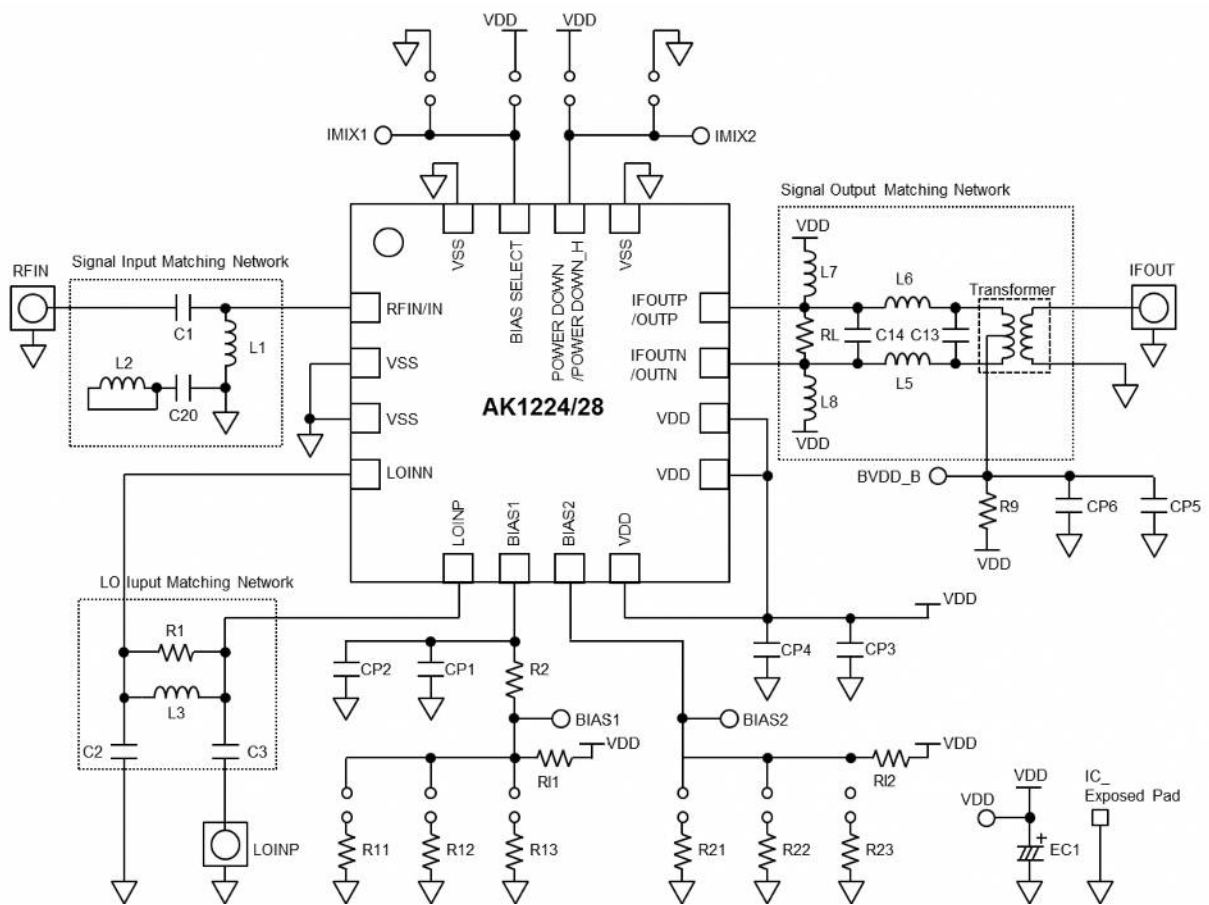 VDD
VDD
IMIX1
IMIX2
Signal Output Matching Network
VDD
L7
L6
IFOUT
Transformer
RFIN
Signal Input Matching Network
VSS
BIAS SELECT
POWER DOWN
/POWER DOWN_H
VSS
RFIN/IN
IFOUTP
/OUTP
C1
L1
RL
C14
C13
L2
VSS
IFOUTN
/OUTN
L5
C20
L8
AK1224/28
VSS
VDD
VDD
LOINN
VDD
BVDD_B
R9
CP6
CP5
VDD
LOINP
BIAS1
BIAS2
VDD
LO Iuput Matching Network
VDD
R1
CP2
CP1
R2
CP4
CP3
L3
BIAS1
BIAS2
C2
C3
VDD
VDD
RI1
RI2
VDD
IC_
Exposed Pad
VDD
LOINP
R11
R12
R13
R21
R22
R23
+
EC1